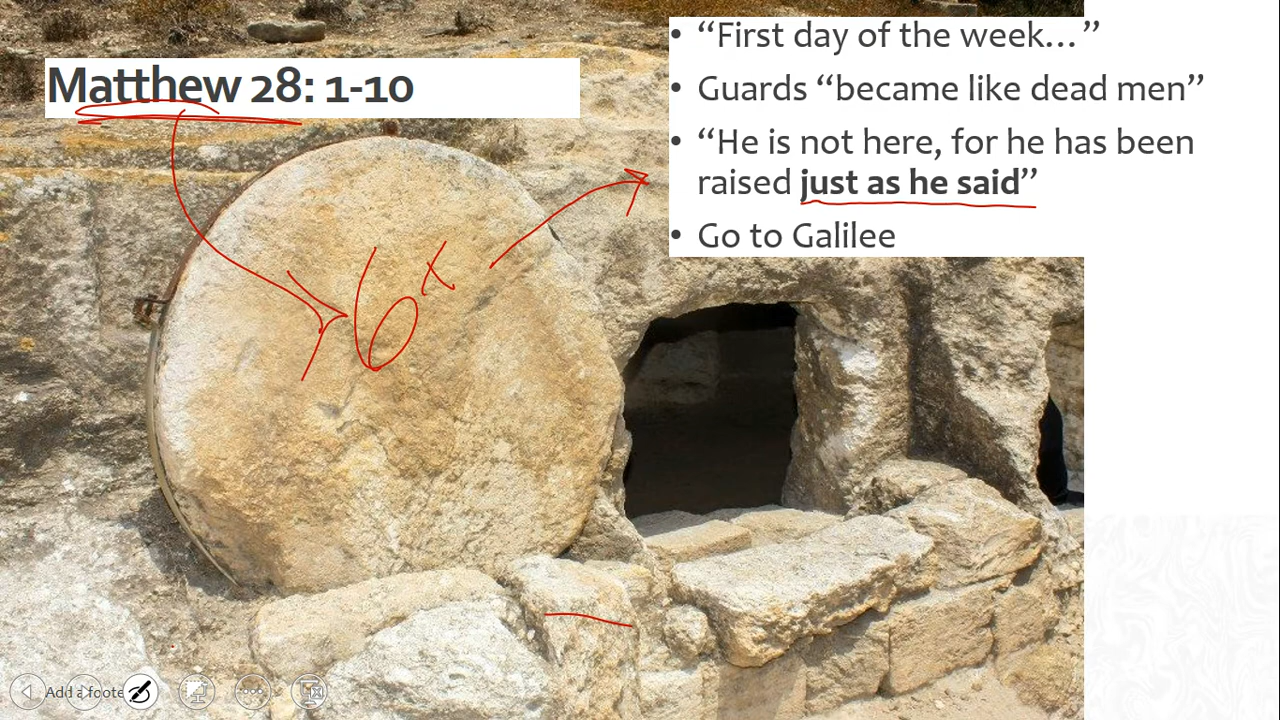 Matthew 28: 1-10
• “First day of the week…”
• Guards “became like dead men”
• “He is not here, for he has been
raised just as he said”
• Go to Galilee
6x
Add a foote